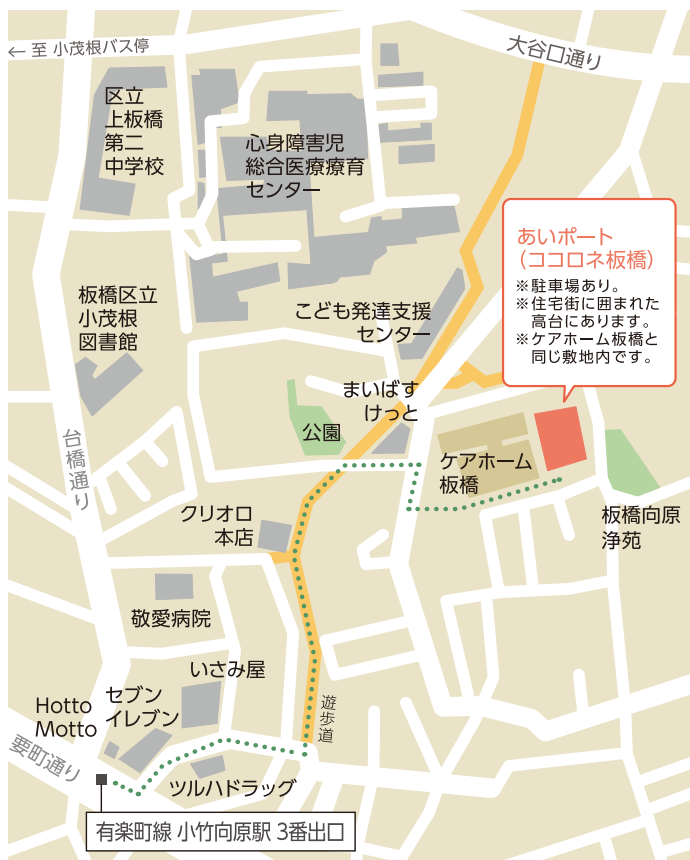 ← 至 小茂根バス停
大谷口通り
区立
上板橋
第二
中学校
心身障害児
総合医療療育
センター
あいポート
（ココロネ板橋）
※駐車場あり。
※住宅街に囲まれた
高台にあります。
※ケアホーム板橋と
同じ敷地内です。
板橋区立
小茂根
図書館
こども発達支援
センター
まいばす
けっと
公園
台橋通り
ケアホーム
板橋
クリオロ
本店
板橋向原
浄苑
敬愛病院
いさみ屋
セブン
イレブン
Hotto
Motto
遊歩道
要町通り
ツルハドラッグ
有楽町線 小竹向原駅 3番出口